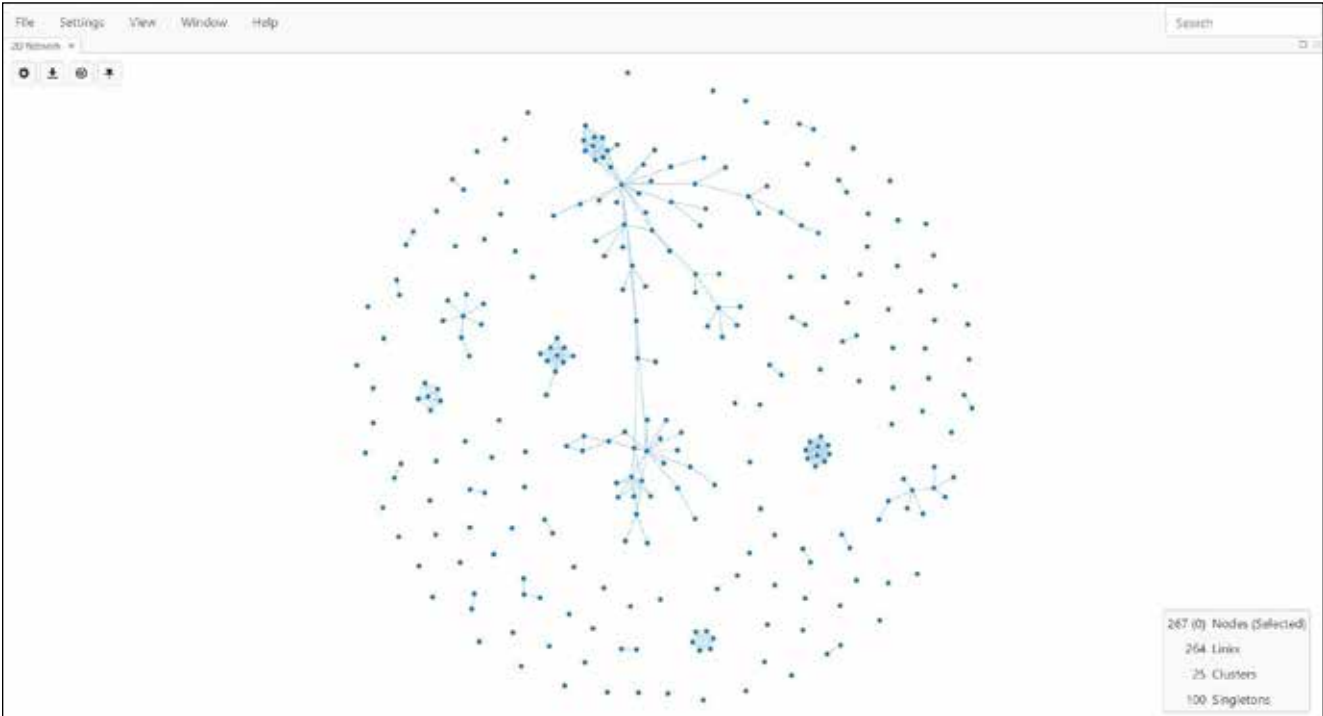 File Settings View Window Help
Search
2D Network
267 (0) Nodes (Selected)
264 Links
25 Clusters
100 Singletons